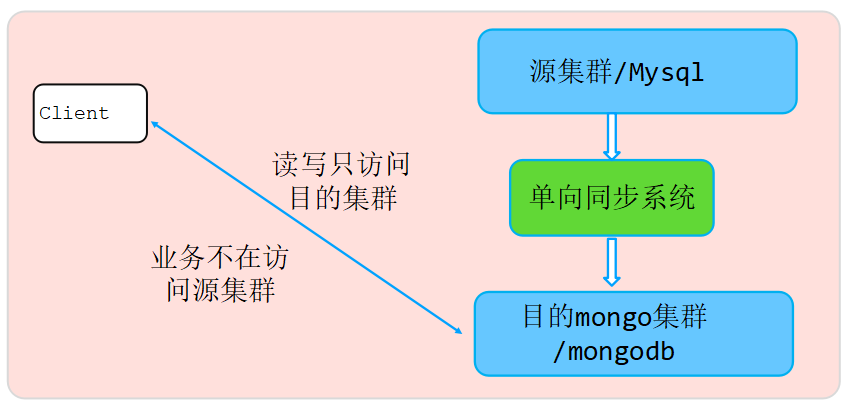 源集群/Mysql
Client
读写只访问
目的集群
单向同步系统
业务不在访
问源集群
目的mongo集群
/mongodb